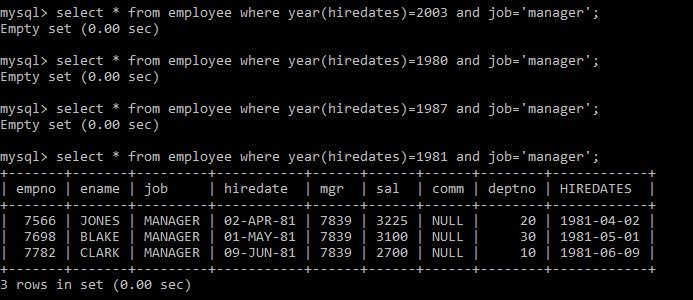 mysql> select * from employee where year(hiredates)=2003 and job='manager';
Empty set (0.00 sec)
mysql> select * from employee where year(hiredates)=1980 and job='manager';
Empty set (0.00 sec)
mysql> select * from employee where year(hiredates)=1987 and job='manager';
Empty set (0.00 sec)
mysql> select * from employee where year(hiredates)=1981 and job='manager';
+-------+-------+---------+-----------+------+------+------+--------+------------+
| empno | ename | job     | hiredate  | mgr  | sal  | comm | deptno | HIREDATES  |
+-------+-------+---------+-----------+------+------+------+--------+------------+
|  7566 | JONES | MANAGER | 02-APR-81 | 7839 | 3225 | NULL |     20 | 1981-04-02 |
|  7698 | BLAKE | MANAGER | 01-MAY-81 | 7839 | 3100 | NULL |     30 | 1981-05-01 |
|  7782 | CLARK | MANAGER | 09-JUN-81 | 7839 | 2700 | NULL |     10 | 1981-06-09 |
+-------+-------+---------+-----------+------+------+------+--------+------------+
3 rows in set (0.00 sec)